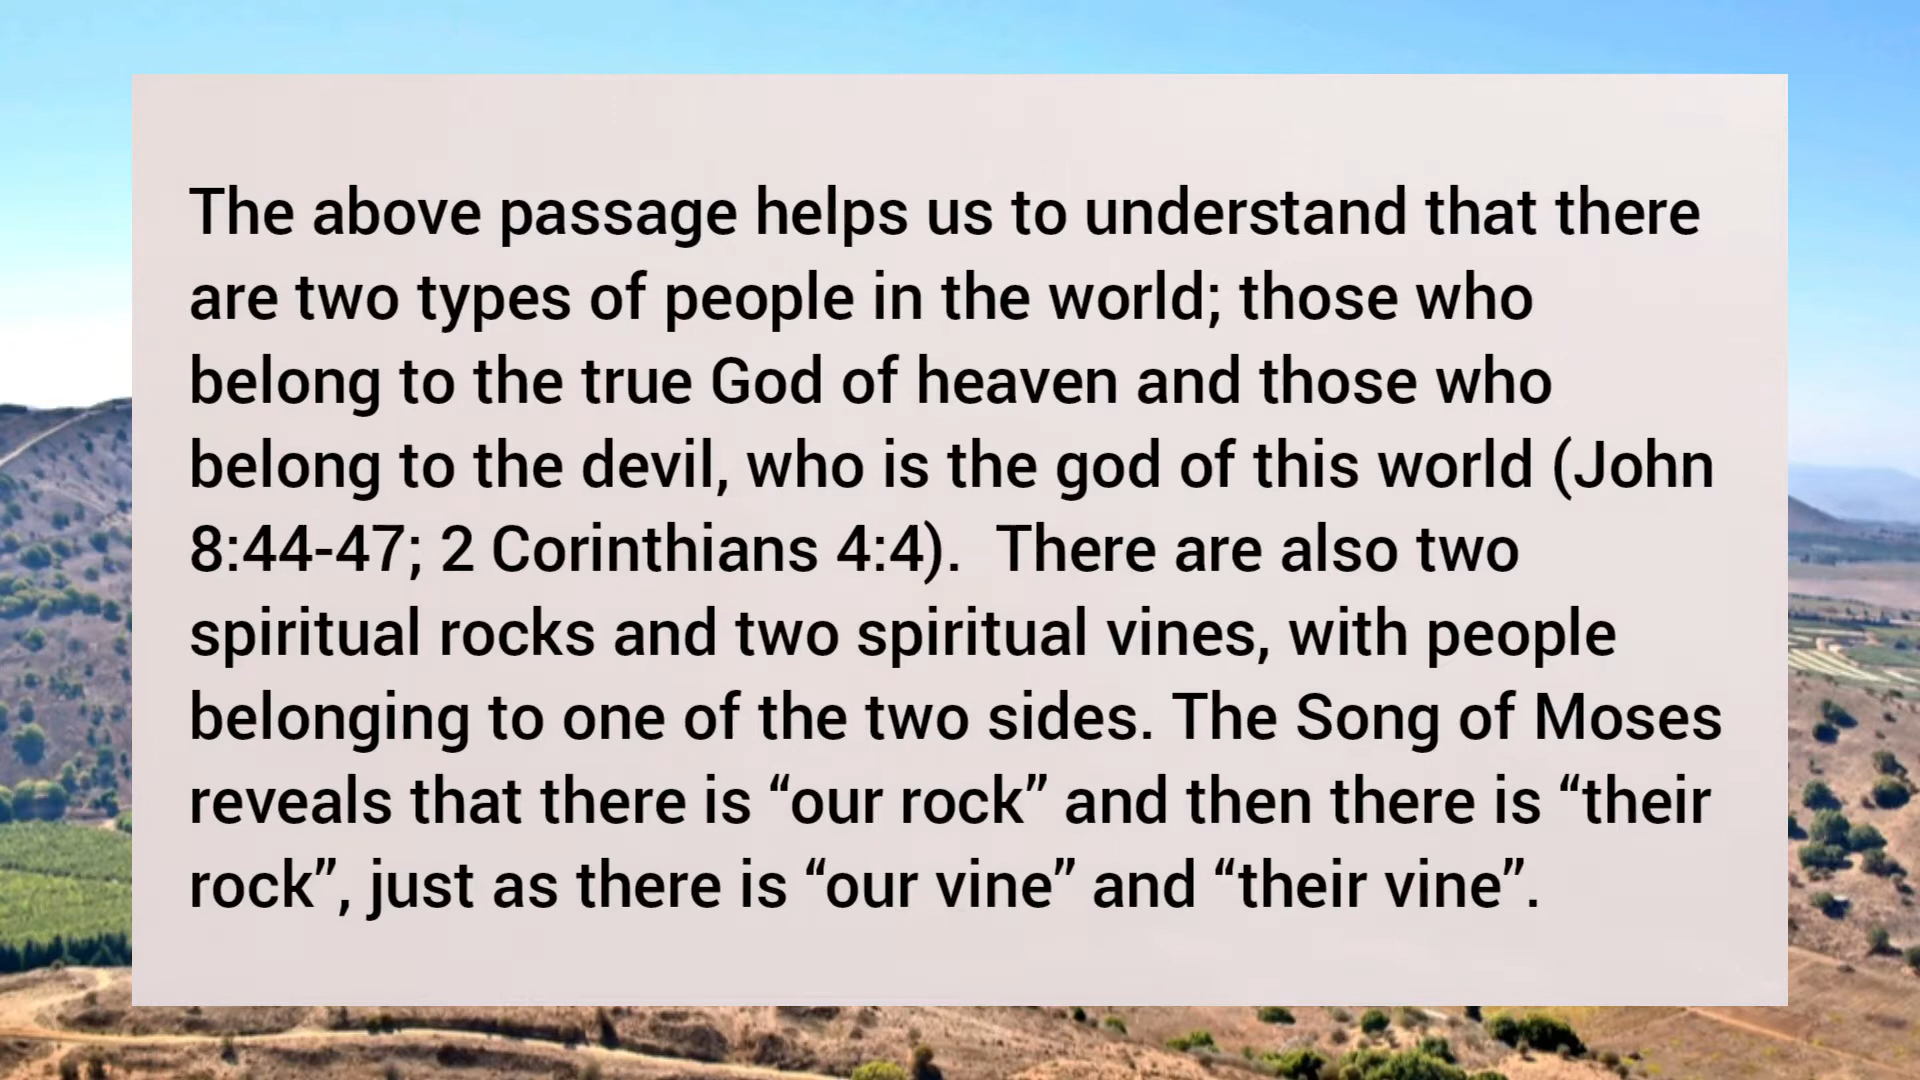 The above passage helps us to understand that there
are two types of people in the world; those who
belong to the true God of heaven and those who
belong to the devil, who is the god of this world (John
8:44-47; 2 Corinthians 4:4).  There are also two
spiritual rocks and two spiritual vines, with people
belonging to one of the two sides. The Song of Moses
reveals that there is “our rock” and then there is “their
rock”, just as there is “our vine” and “their vine”.